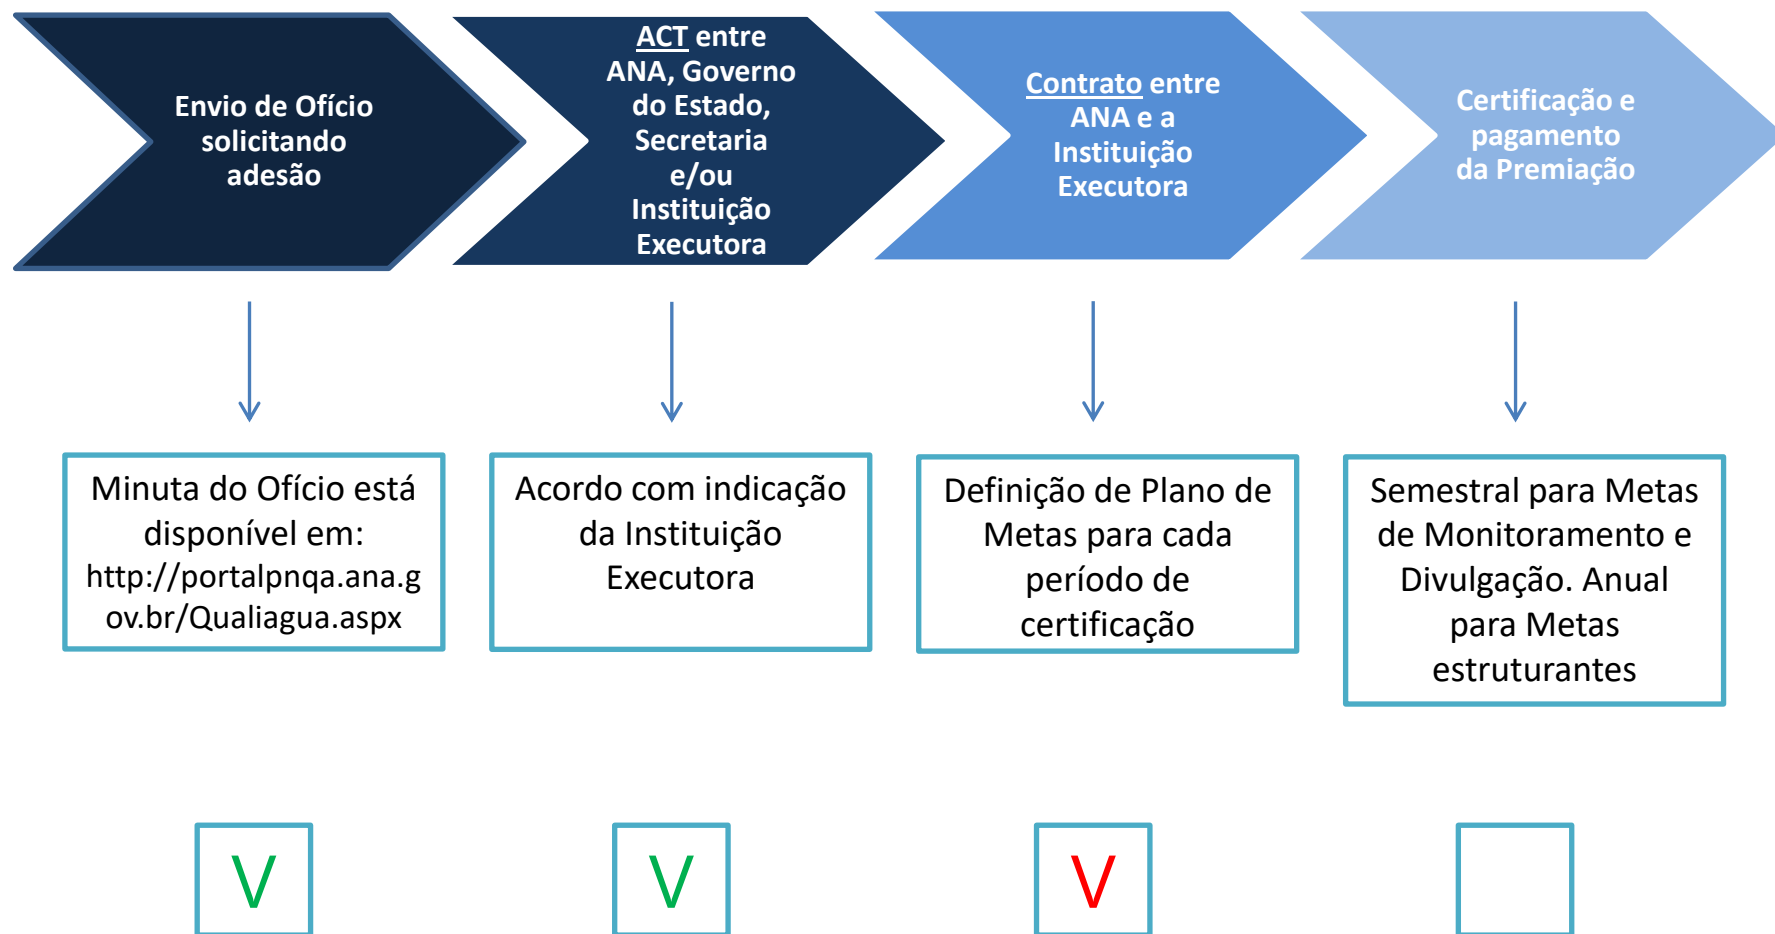 Envio de Ofício
solicitando
adesão
ACT entre
ANA, Governo
do Estado,
Secretaria
e/ou
Instituição
Executora
Contrato entre
ANA e a
Instituição
Executora
Certificação e
pagamento
da Premiação
Minuta do Ofício está
disponível em:
http://portalpnqa.ana.g
ov.br/Qualiagua.aspx
Acordo com indicação
da Instituição
Executora
Definição de Plano de
Metas para cada
período de
certificação
Semestral para Metas
de Monitoramento e
Divulgação. Anual
para Metas
estruturantes
V
V
V